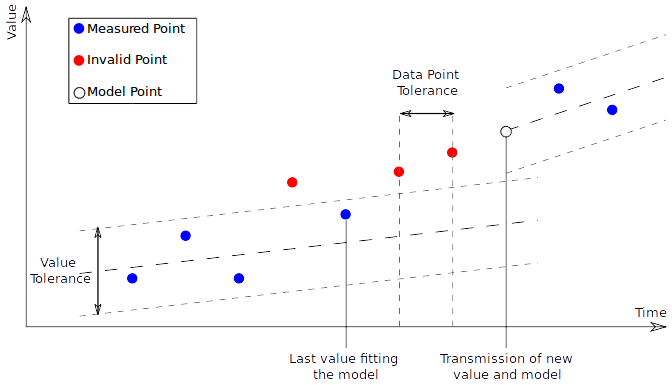 Value
Measured Point
Invalid Point
Model Point
Data Point
Tolerance
Value
Tolerance
Time
Last value fitting
the model
Transmission of new
value and model